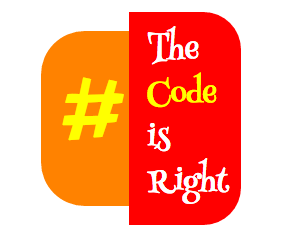 #
The
Code
is
Right